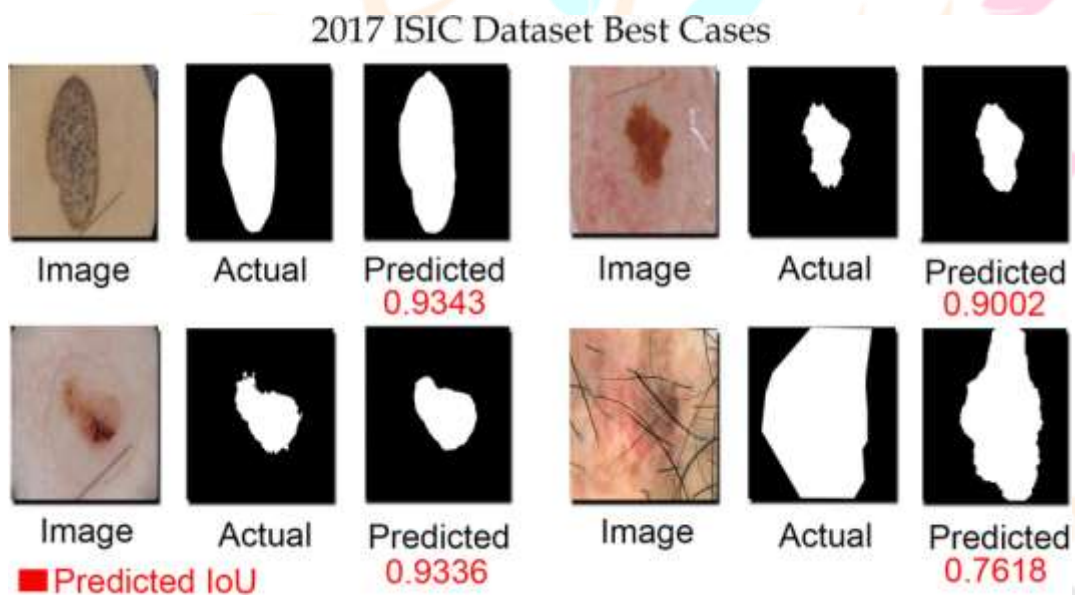 2017 ISIC Dataset Best Cases
Image Actual Predicted Image Actual Predicted
0.9343 0.9002
Image Actual Predicted Image Actual Predicted
Predicted IoU 0.9336 0.7618